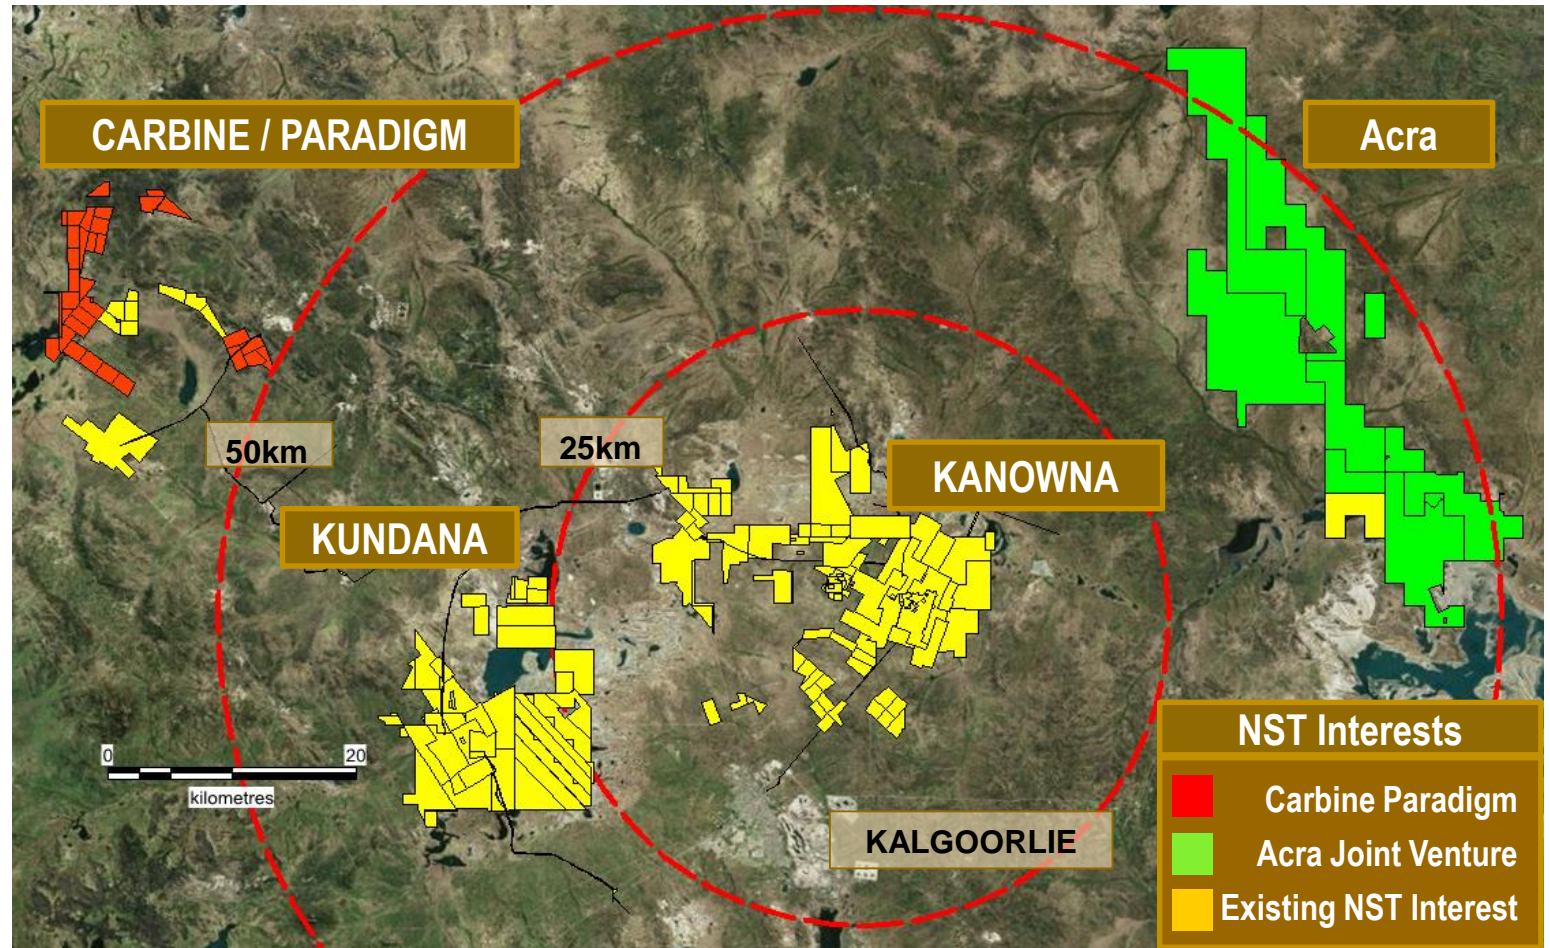 CARBINE / PARADIGM
Acra
50km
25km
KANOWNA
KUNDANA
0
20
kilometres
KALGOORLIE
NST Interests
Carbine Paradigm
Acra Joint Venture
Existing NST Interest